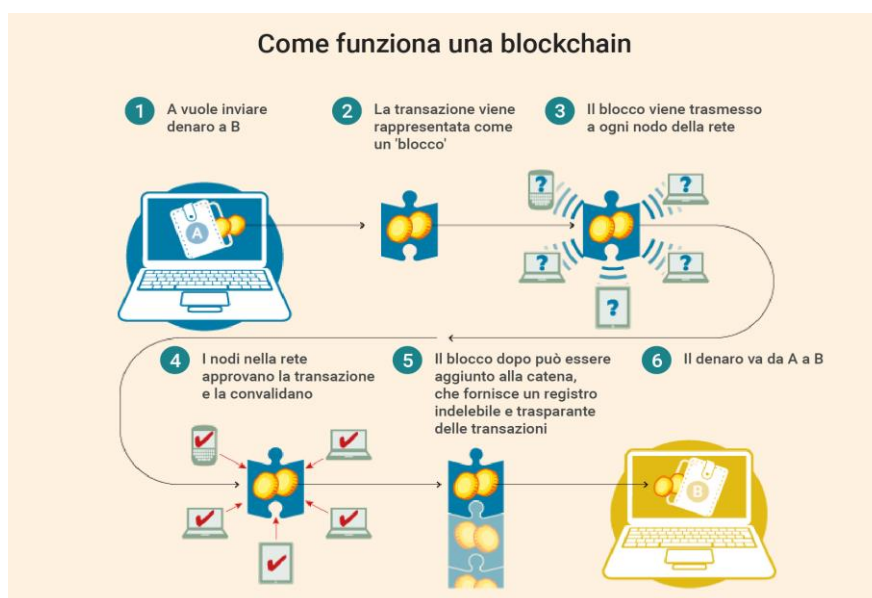 Come funziona una blockchain
1
A vuole inviare
denaro a B
2
La transazione viene
rappresentata come
un 'blocco'
3
Il blocco viene trasmesso
a ogni nodo della rete
A
?
?
?
?
?
4
I nodi nella rete
approvano la transazione
e la convalidano
5
Il blocco dopo può essere
aggiunto alla catena,
che fornisce un registro
indelebile e trasparante
delle transazioni
6
Il denaro va da A a B
B